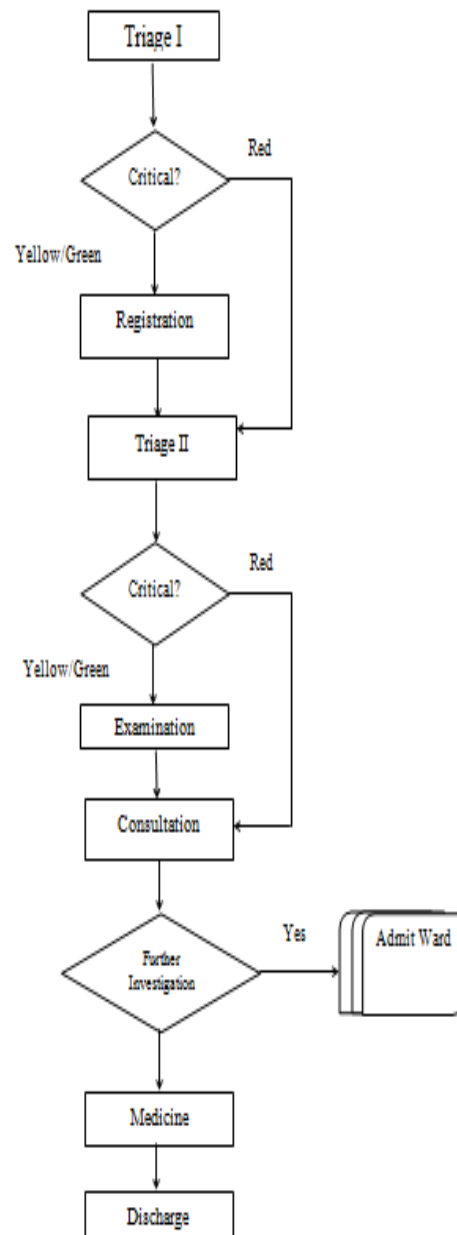 Triage I
Critical?
Red
Yellow/Green
Registration
Triage II
Critical?
Red
Yellow/Green
Examination
Consultation
Further
Investigation
Yes
Admit Ward
Medicine
Discharge